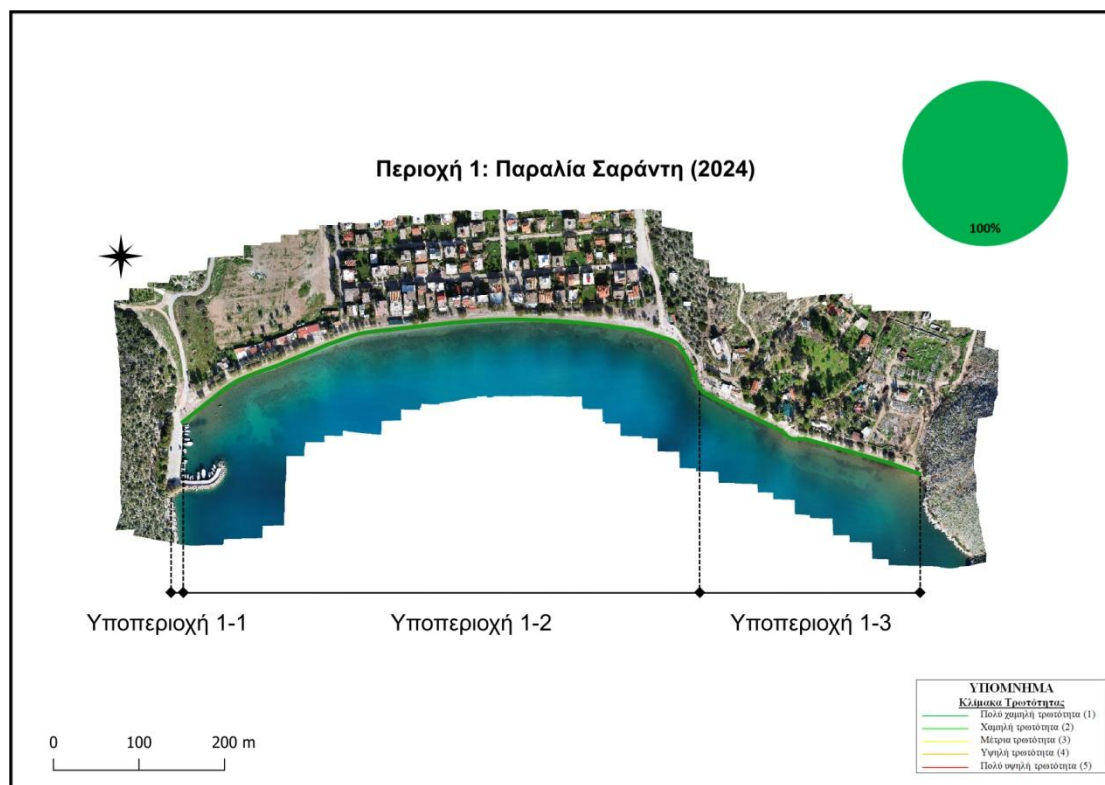 100%
Περιοχή 1: Παραλία Σαράντη (2024)
Υποπεριοχή 1-1
Υποπεριοχή 1-2
Υποπεριοχή 1-3
ΥΠΟΜΝΗΜΑ
Κλίμακα Τρωτότητας
Πολύ χαμηλή τρωτότητα (1)
Χαμηλή τρωτότητα (2)
Μέτρια τρωτότητα (3)
Υψηλή τρωτότητα (4)
Πολύ υψηλή τρωτότητα (5)
0 100 200 m